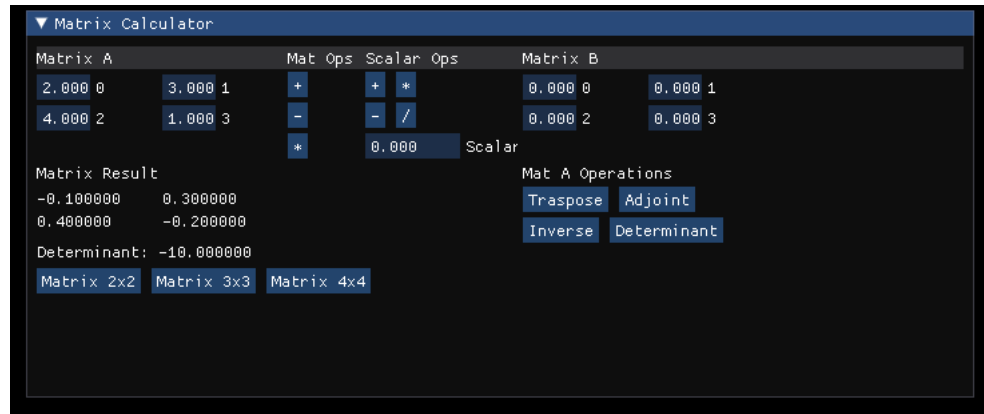 ▼ Matrix Calculator
Matrix A Mat Ops Scalar Ops Matrix B
2.000 0 3.000 1 + + * 0.000 0 0.000 1
4.000 2 1.000 3 - - / 0.000 2 0.000 3
* 0.000 Scalar
Matrix Result Mat A Operations
-0.100000 0.300000 Traspose Adjoint
0.400000 -0.200000 Inverse Determinant
Determinant: -10.000000
Matrix 2x2 Matrix 3x3 Matrix 4x4